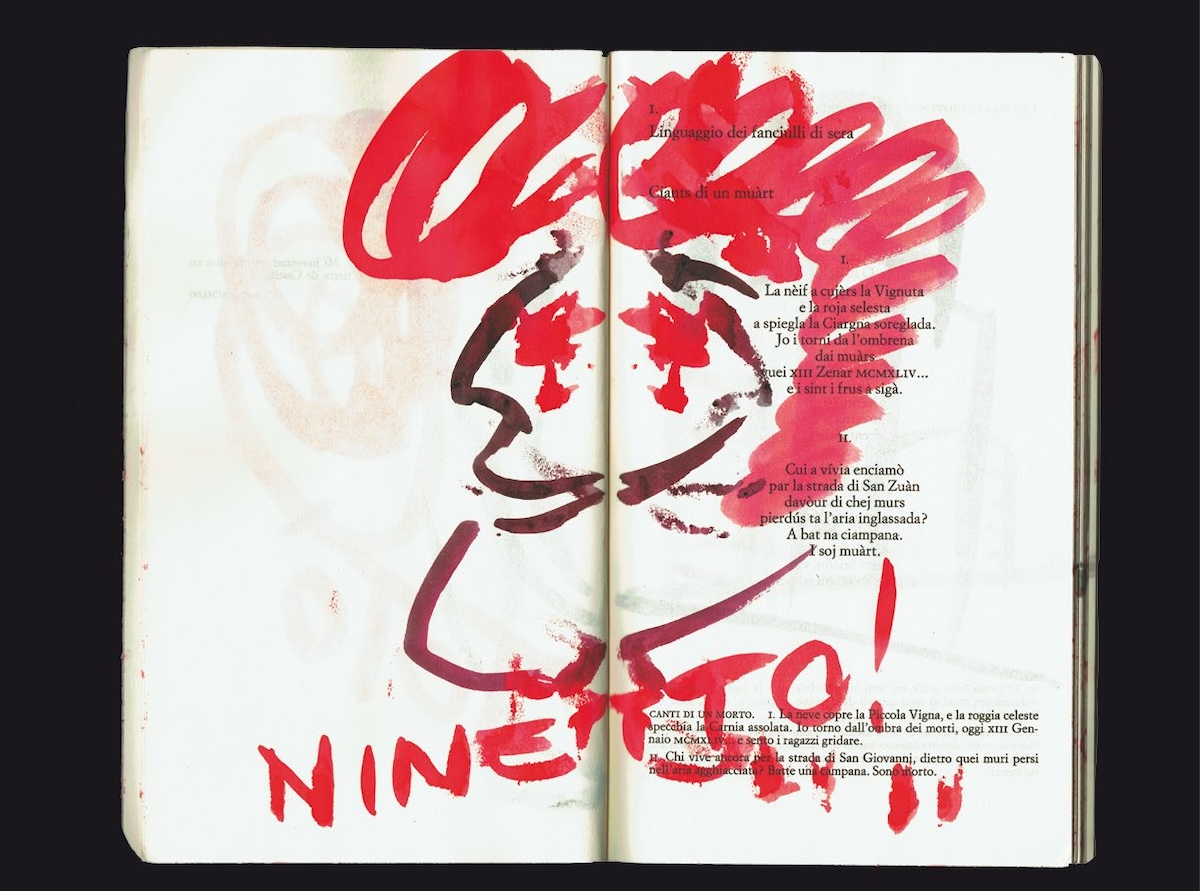 I.
Linguaggio dei fanciulli di sera
Ciants di un muàrt
I.
La nèif a cujèrs la Vignuta
e la roja selesta
a spiegla la Ciargna soreglada.
Jo i torni da l'ombrena
dai muàrs
vuei XIII Zenar MCMXLIV...
e i sint i frus a sigà.
II.
Cui a vívia enciamò
par la strada di San Zuàn
davòur di chej murs
pierdús ta l'aria inglassada?
A bat na ciampana.
I soj muàrt.
NINETTO!
CANTI DI UN MORTO. I. La neve copre la Piccola Vigna, e la roggia celeste
specchia la Carnia assolata. Io torno dall'ombra dei morti, oggi XIII Gen-
naio MCMXLIV... e sento i ragazzi gridare.
II. Chi vive ancora per la strada di San Giovanni, dietro quei muri persi
nell'aria agghiacciata? Batte una campana. Sono morto.